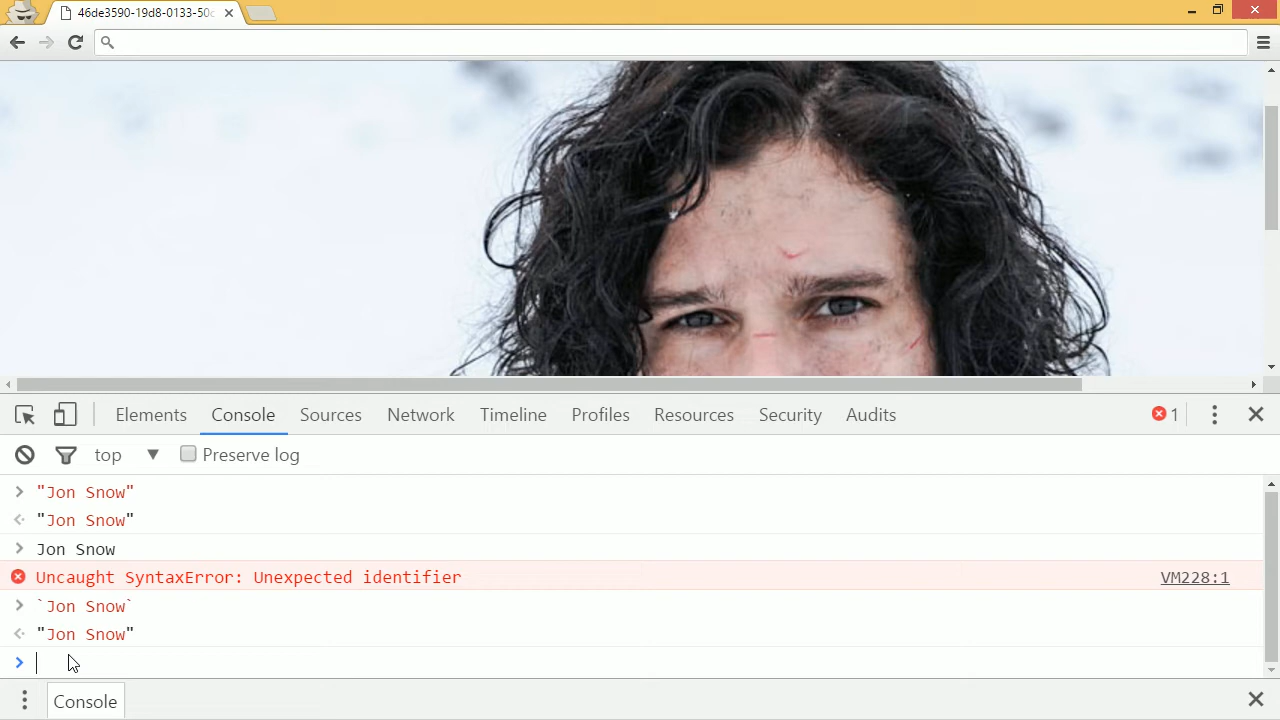 46de3590-19d8-0133-50c
Elements Console Sources Network Timeline Profiles Resources Security Audits 1
top Preserve log
> "Jon Snow"
"Jon Snow"
> Jon Snow
Uncaught SyntaxError: Unexpected identifier VM228:1
> `Jon Snow`
"Jon Snow"
>
Console